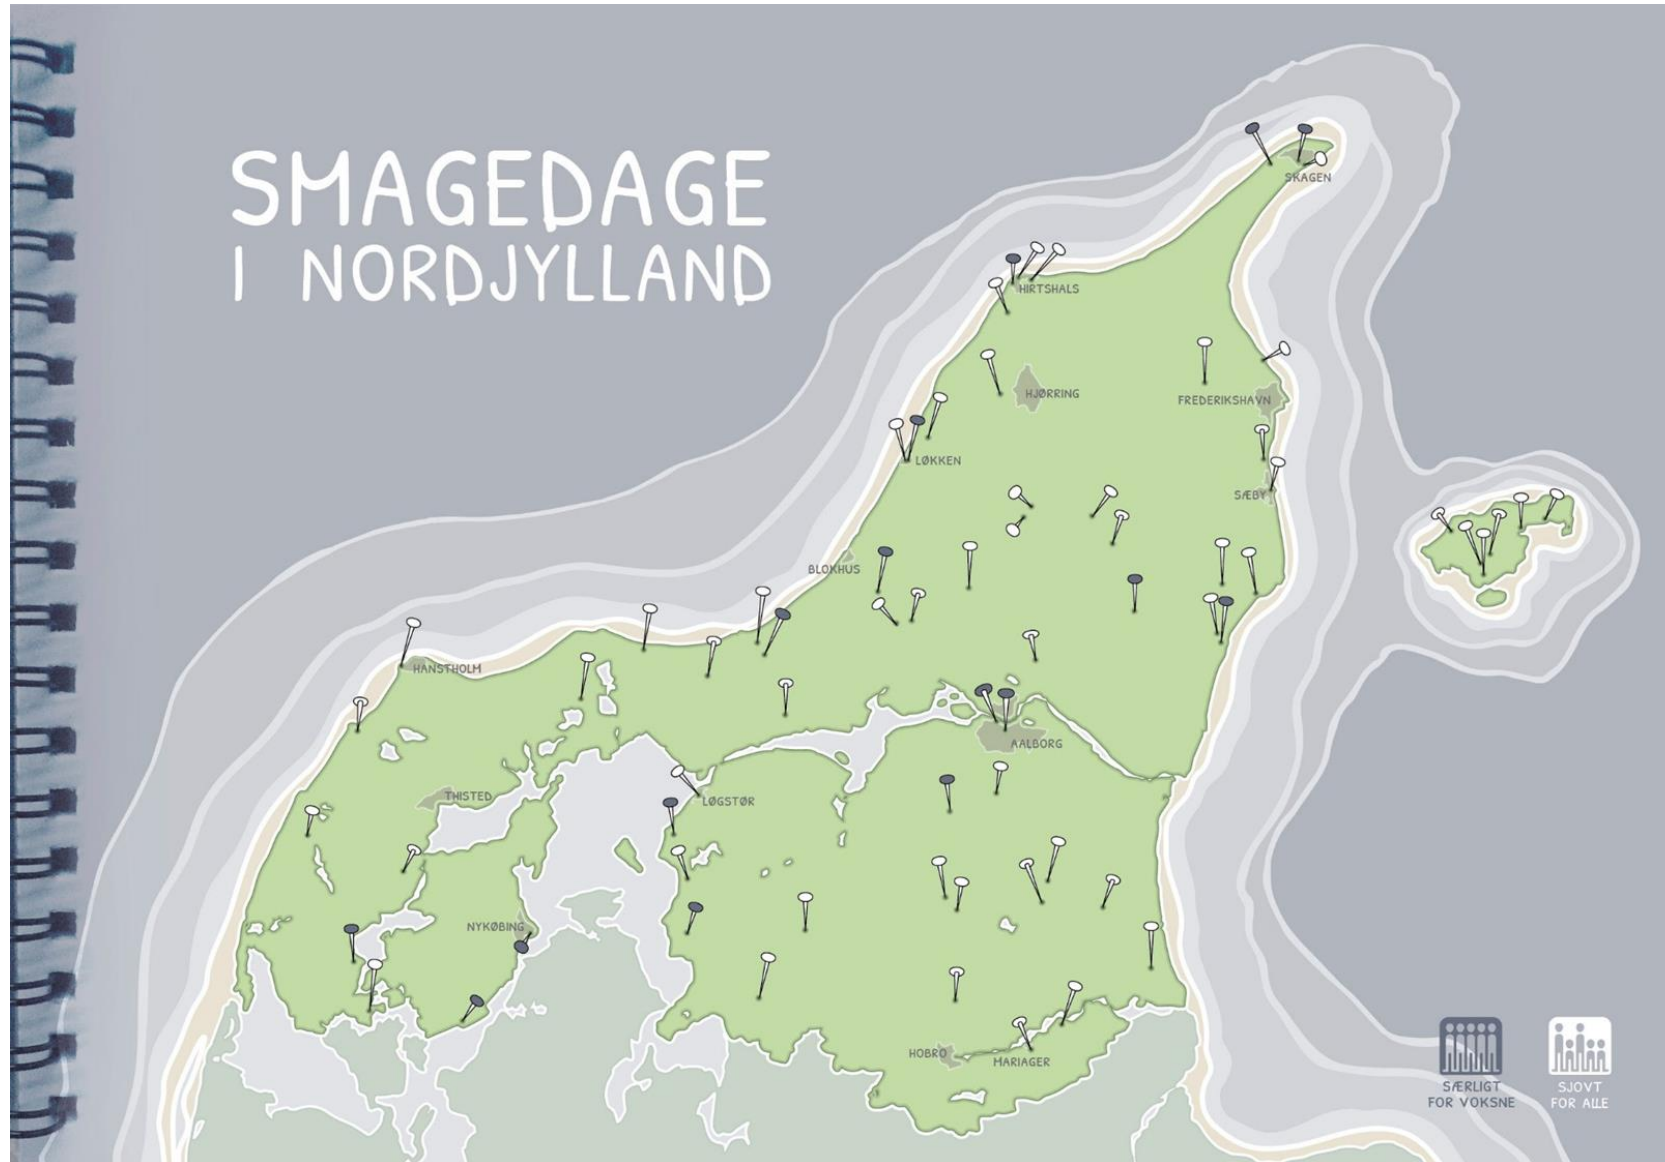 SMAGEDAGE
I NORDJYLLAND
SKAGEN
HIRTSHALS
HJØRRING
FREDERIKSHAVN
LØKKEN
SÆBY
BLOKHUS
HANSTHOLM
AALBORG
THISTED
LØGSTØR
NYKØBING
HOBRO
MARIAGER
SÆRLIGT
FOR VOKSNE
SJOVT
FOR ALLE